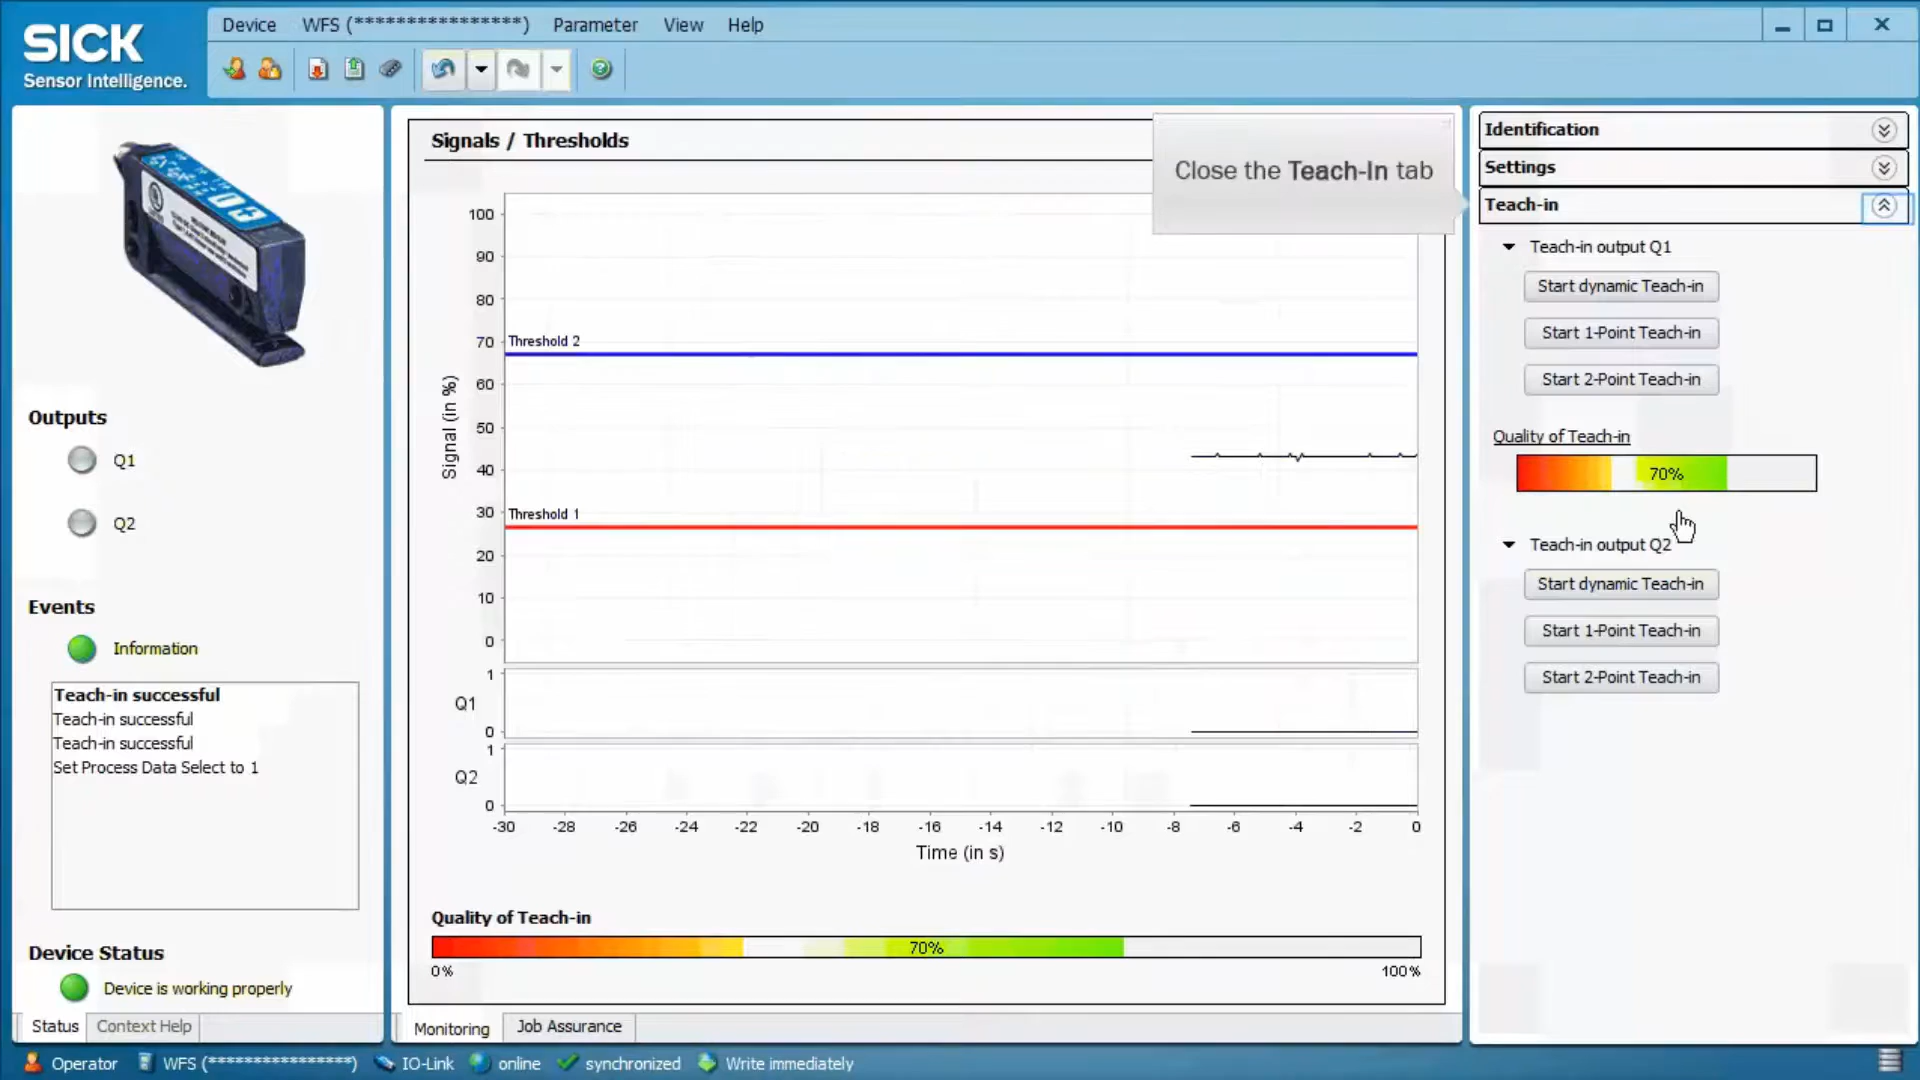 SICK
Sensor Intelligence.
Device
WFS (****************)
Parameter
View
Help
Outputs
Q1
Q2
Events
Information
Teach-in successful
Teach-in successful
Teach-in successful
Set Process Data Select to 1
Device Status
Device is working properly
Status
Context Help
Signals / Thresholds
Close the Teach-In tab
Signal (in %)
100
90
80
70
60
50
40
30
20
10
0
Threshold 2
Threshold 1
Q1
1
0
Q2
1
0
-30
-28
-26
-24
-22
-20
-18
-16
-14
-12
-10
-8
-6
-4
-2
0
Time (in s)
Quality of Teach-in
70%
0%
100%
Monitoring
Job Assurance
Identification
Settings
Teach-in
Teach-in output Q1
Start dynamic Teach-in
Start 1-Point Teach-in
Start 2-Point Teach-in
Quality of Teach-in
70%
Teach-in output Q2
Start dynamic Teach-in
Start 1-Point Teach-in
Start 2-Point Teach-in
Operator
WFS (****************)
IO-Link
online
synchronized
Write immediately